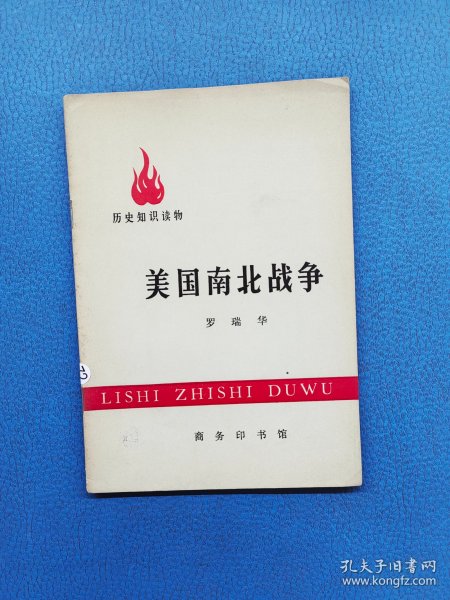 历史知识读物
美国南北战争
罗瑞华
LISHI ZHISHI DUWU
商务印书馆
孔夫子旧书网
www.kongfz.com